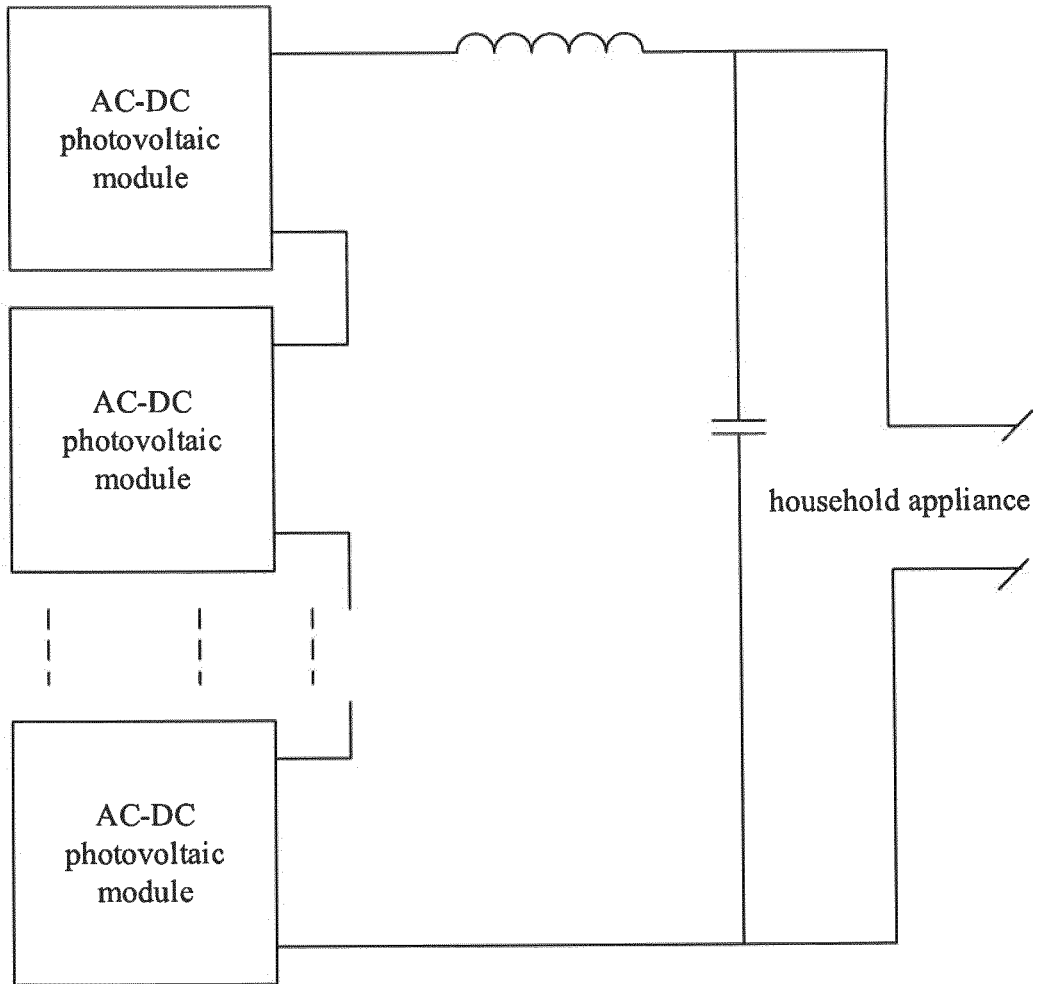 AC-DC
photovoltaic
module
AC-DC
photovoltaic
module
household appliance
AC-DC
photovoltaic
module